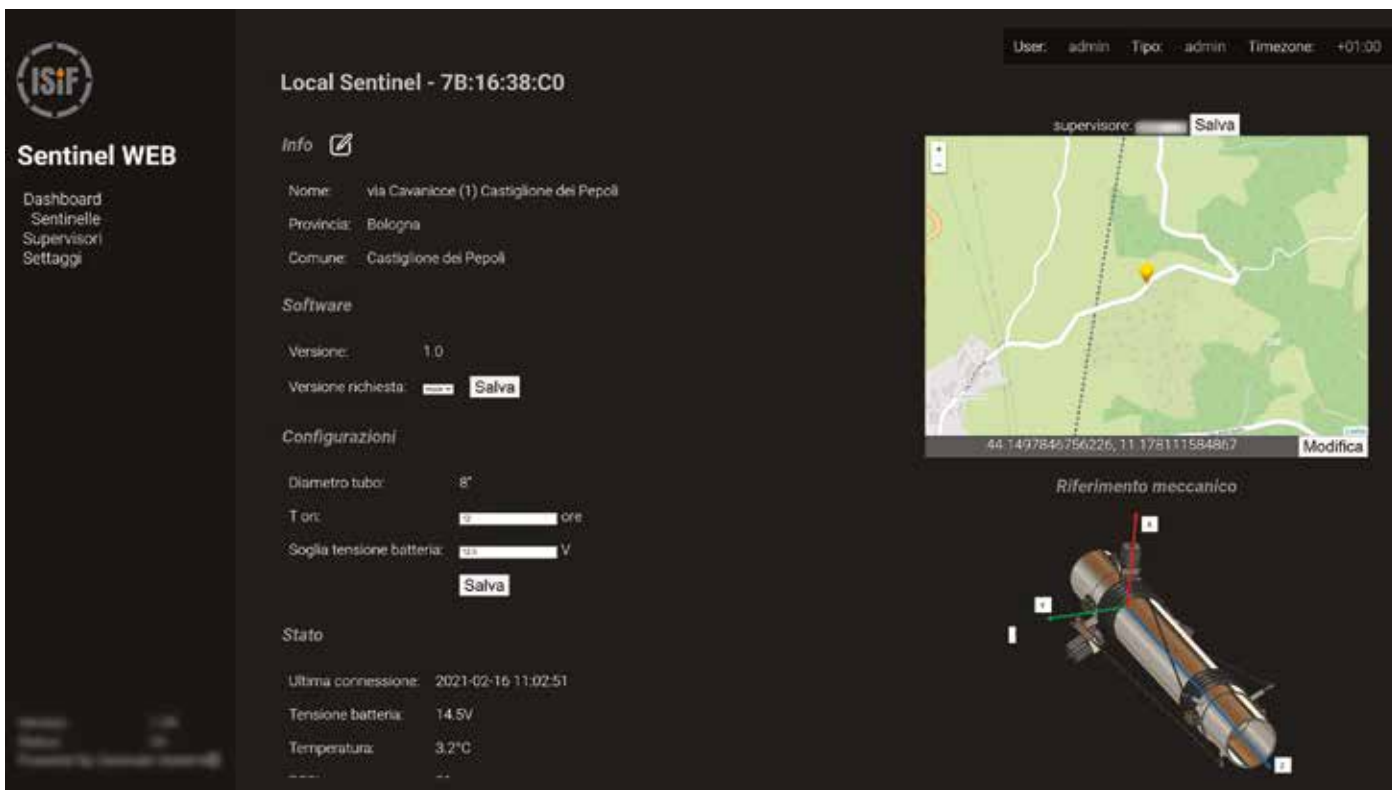 User: admin Tipo: admin Timezone: +01:00
ISiF
Sentinel WEB
Dashboard
Sentinelle
Supervisori
Settaggi
Local Sentinel - 7B:16:38:C0
Info
Nome: via Cavanicce (1) Castiglione dei Pepoli
Provincia: Bologna
Comune: Castiglione dei Pepoli
Software
Versione: 1.0
Versione richiesta: Salva
Configurazioni
Diametro tubo: 8"
T on: 12 ore
Soglia tensione batteria: V
Salva
Stato
Ultima connessione: 2021-02-16 11:02:51
Tensione batteria: 14.5V
Temperatura: 3.2°C
supervisore: Salva
+
-
44.1497846756226, 11.178111584867
Modifica
Riferimento meccanico
X
Y
Z